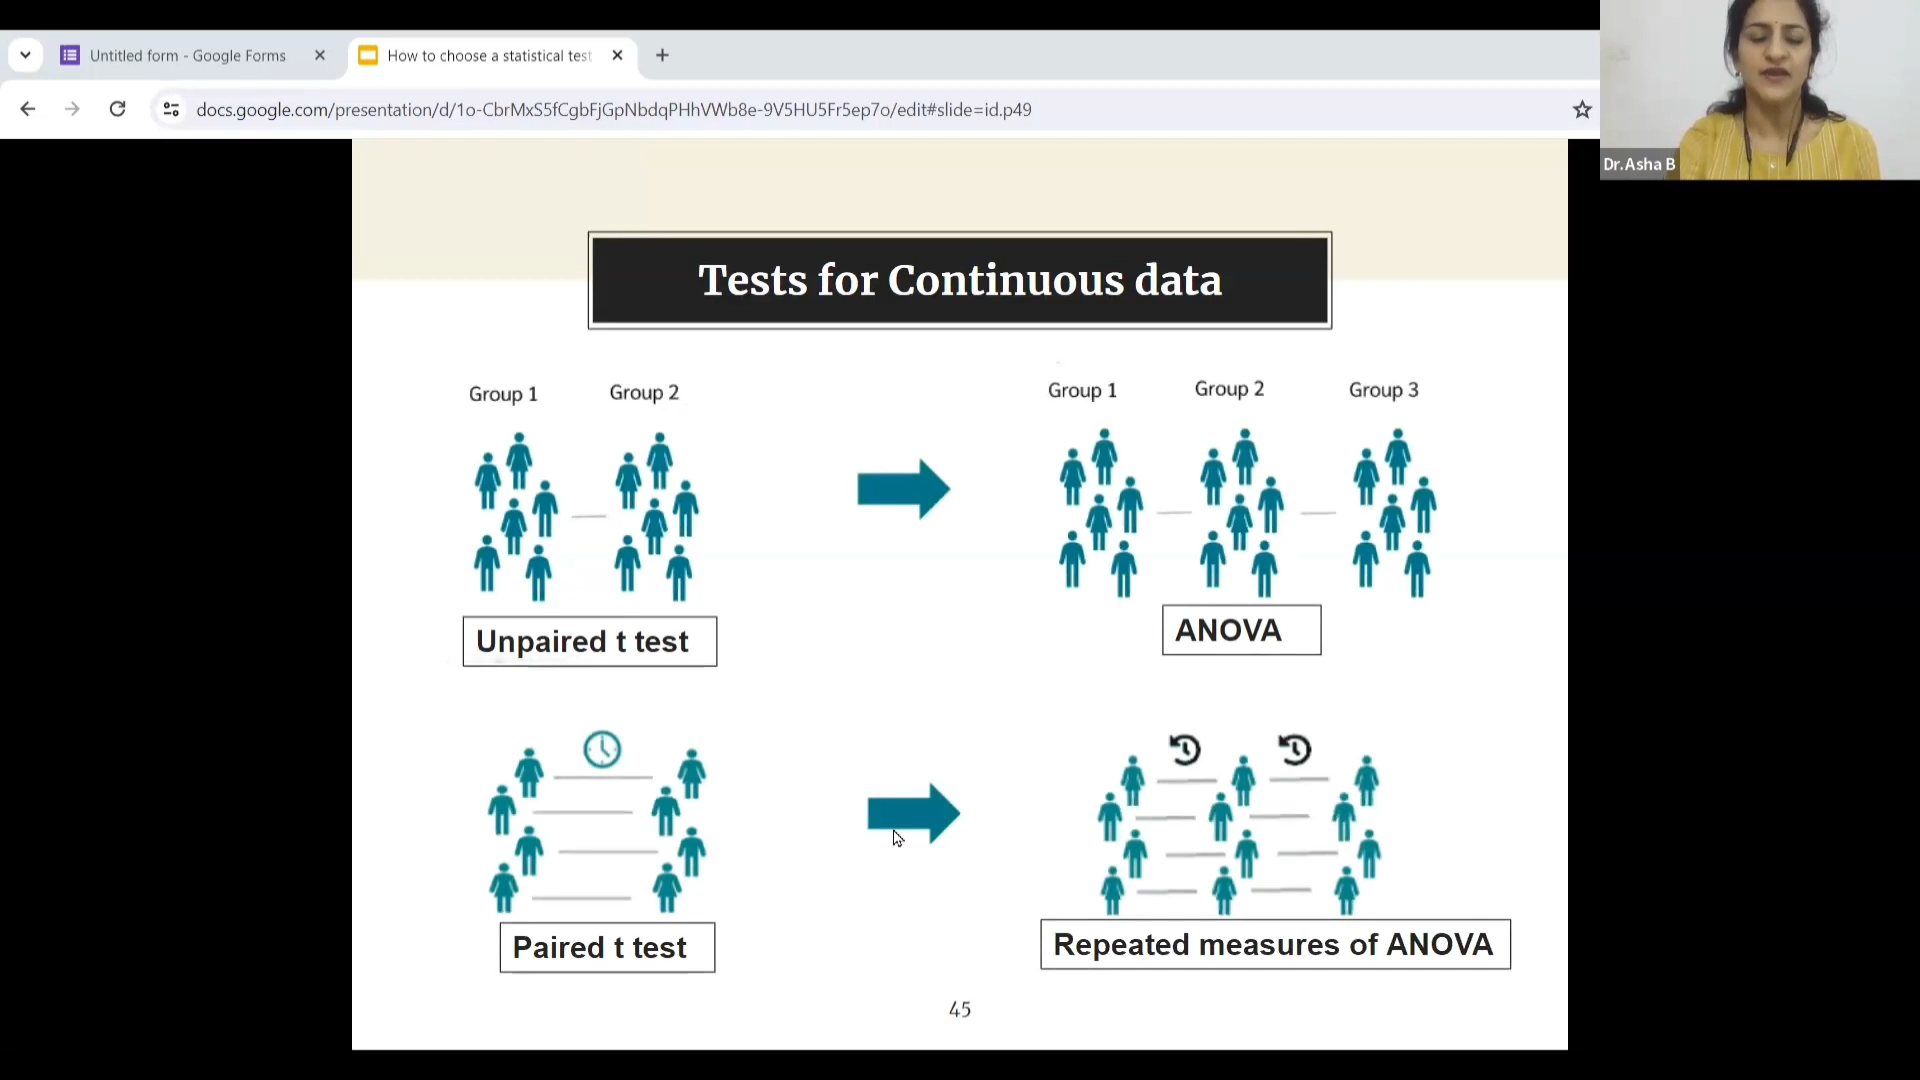 Untitled form - Google Forms
How to choose a statistical test
docs.google.com/presentation/d/1o-CbrMxS5fCgbFjGpNbdqPHhVWb8e-9V5HU5Fr5ep7o/edit#slide=id.p49
Dr.Asha B
Tests for Continuous data
Group 1 Group 2
Group 1 Group 2 Group 3
Unpaired t test
ANOVA
Paired t test
Repeated measures of ANOVA
45